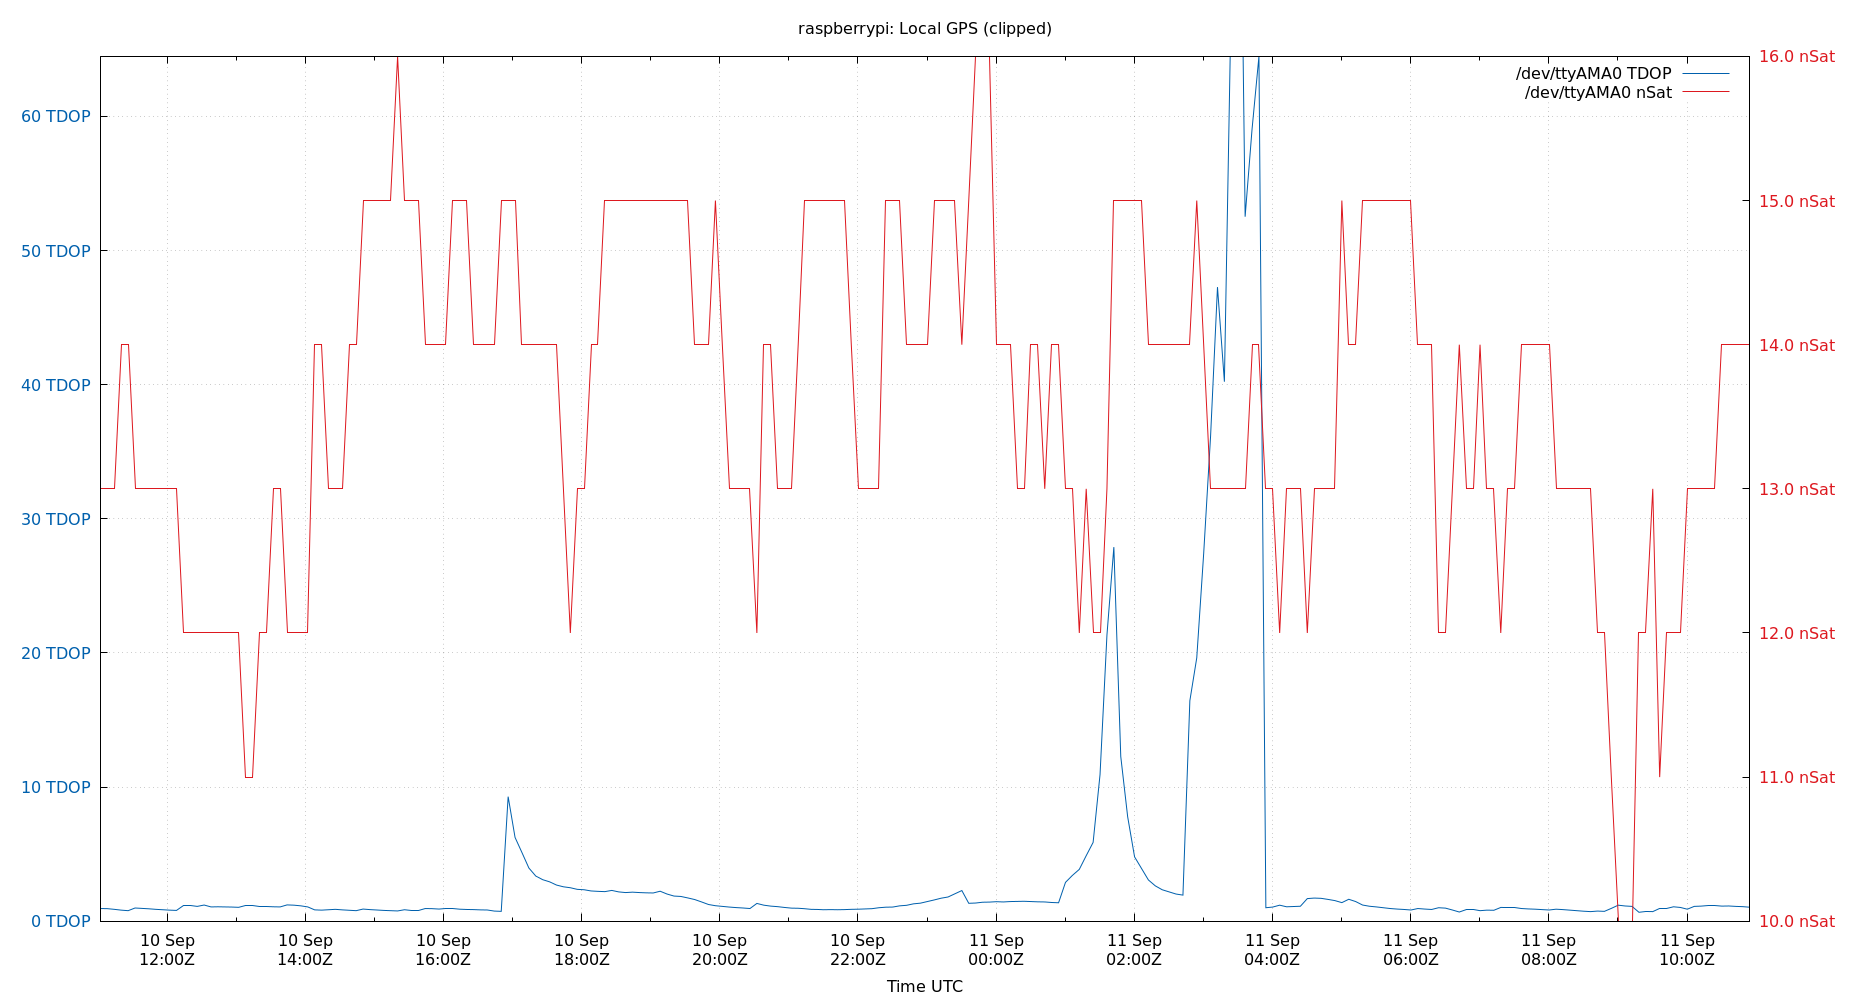 raspberrypi: Local GPS (clipped)
16.0 nSat
/dev/ttyAMA0 TDOP
/dev/ttyAMA0 nSat
60 TDOP
15.0 nSat
50 TDOP
14.0 nSat
40 TDOP
13.0 nSat
30 TDOP
12.0 nSat
20 TDOP
11.0 nSat
10 TDOP
0 TDOP
10.0 nSat
10 Sep 10 Sep 10 Sep 10 Sep 10 Sep 10 Sep 11 Sep 11 Sep 11 Sep 11 Sep 11 Sep 11 Sep
12:00Z 14:00Z 16:00Z 18:00Z 20:00Z 22:00Z 00:00Z 02:00Z 04:00Z 06:00Z 08:00Z 10:00Z
Time UTC